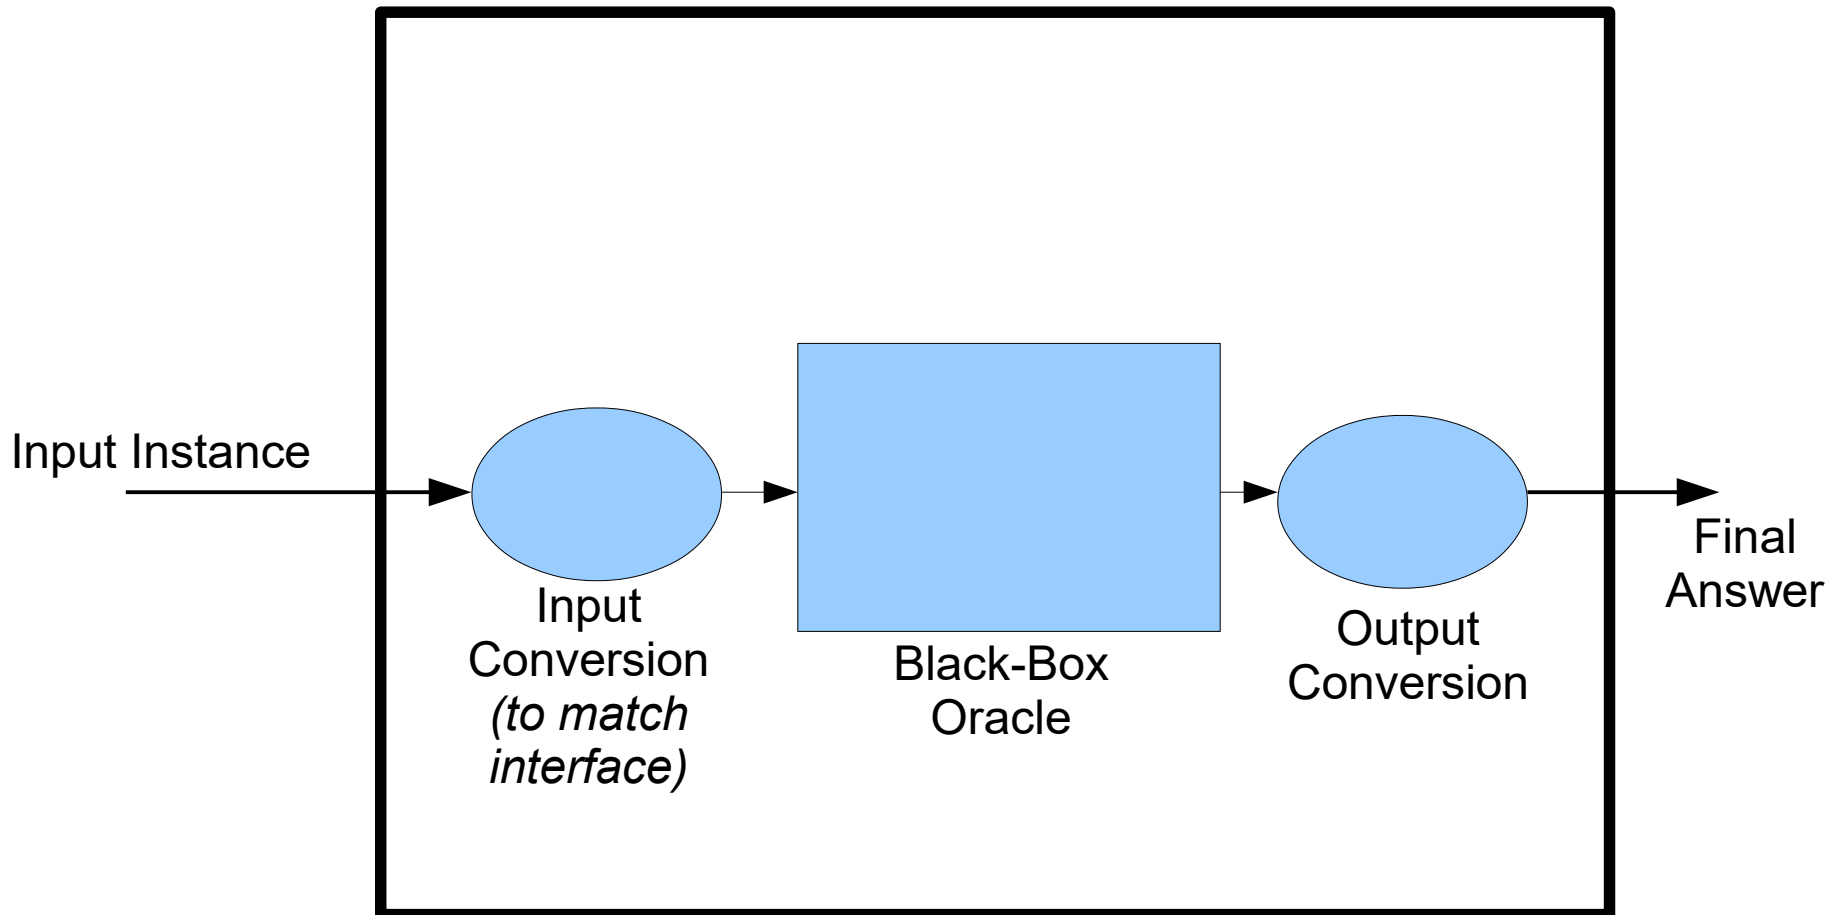 Input Instance
Input
Conversion
(to match
interface)
Black-Box
Oracle
Output
Conversion
Final
Answer